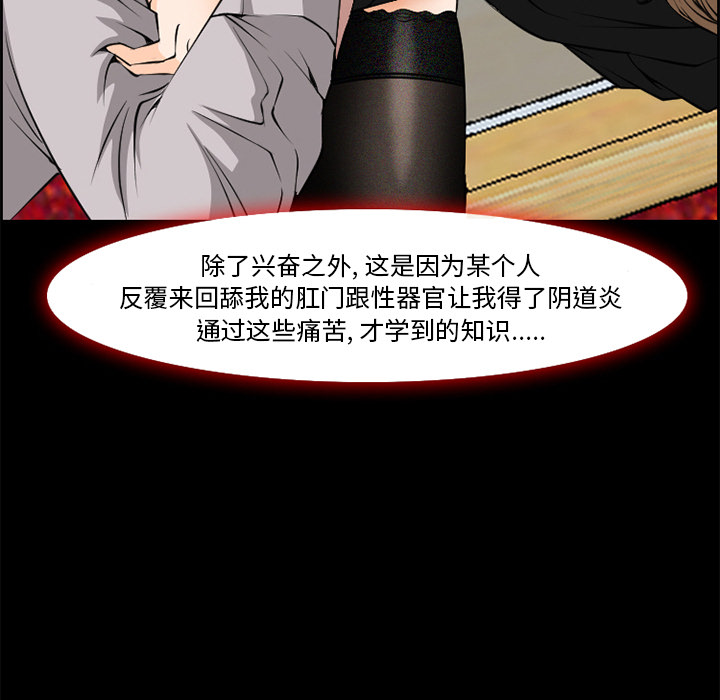 除了兴奋之外, 这是因为某个人
反覆来回舔我的肛门跟性器官让我得了阴道炎
通过这些痛苦, 才学到的知识.....